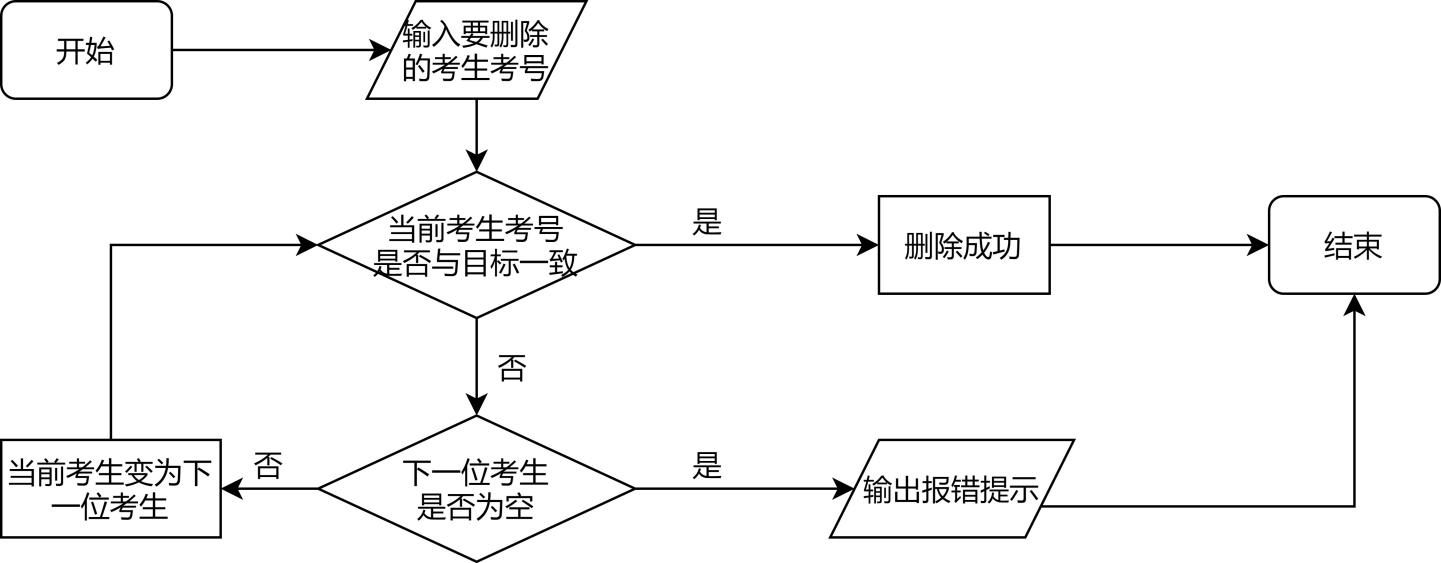 开始
输入要删除
的考生考号
当前考生考号
是否与目标一致
是
删除成功
结束
否
当前考生变为下
一位考生
否
下一位考生
是否为空
是
输出报错提示